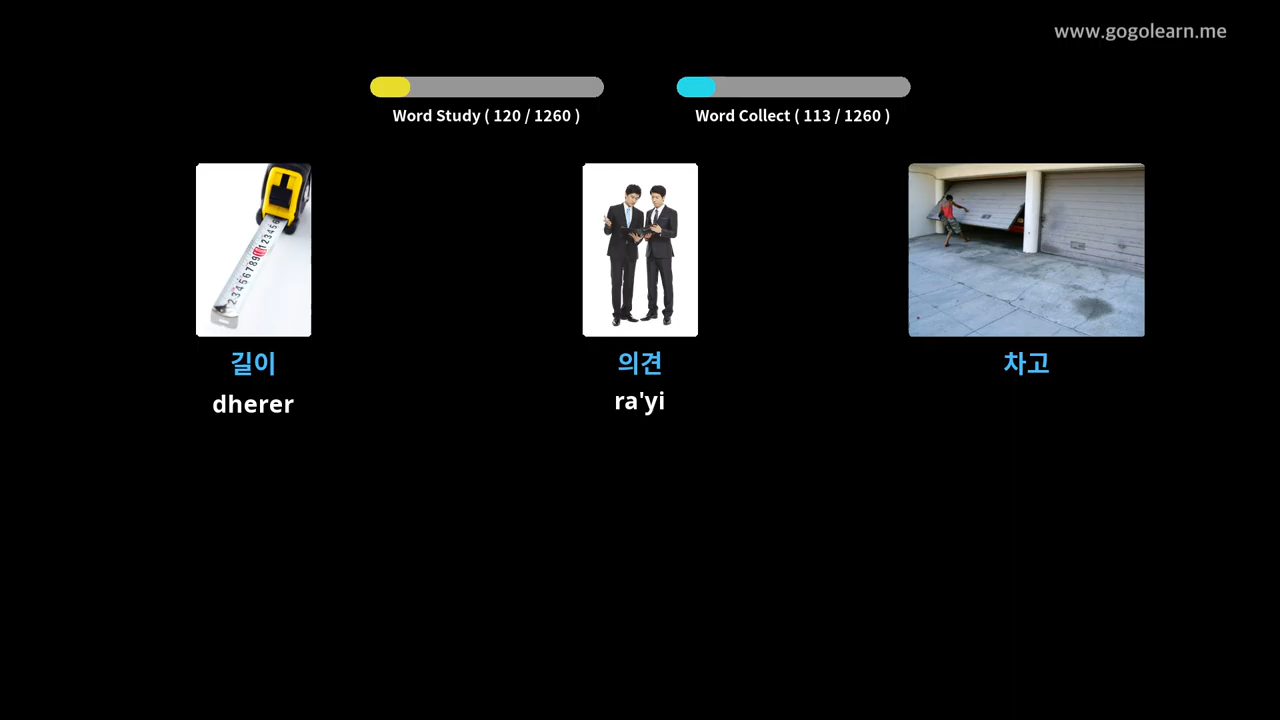 www.gogolearn.me
Word Study ( 120 / 1260 )
Word Collect ( 113 / 1260 )
길이
dherer
의견
ra'yi
차고